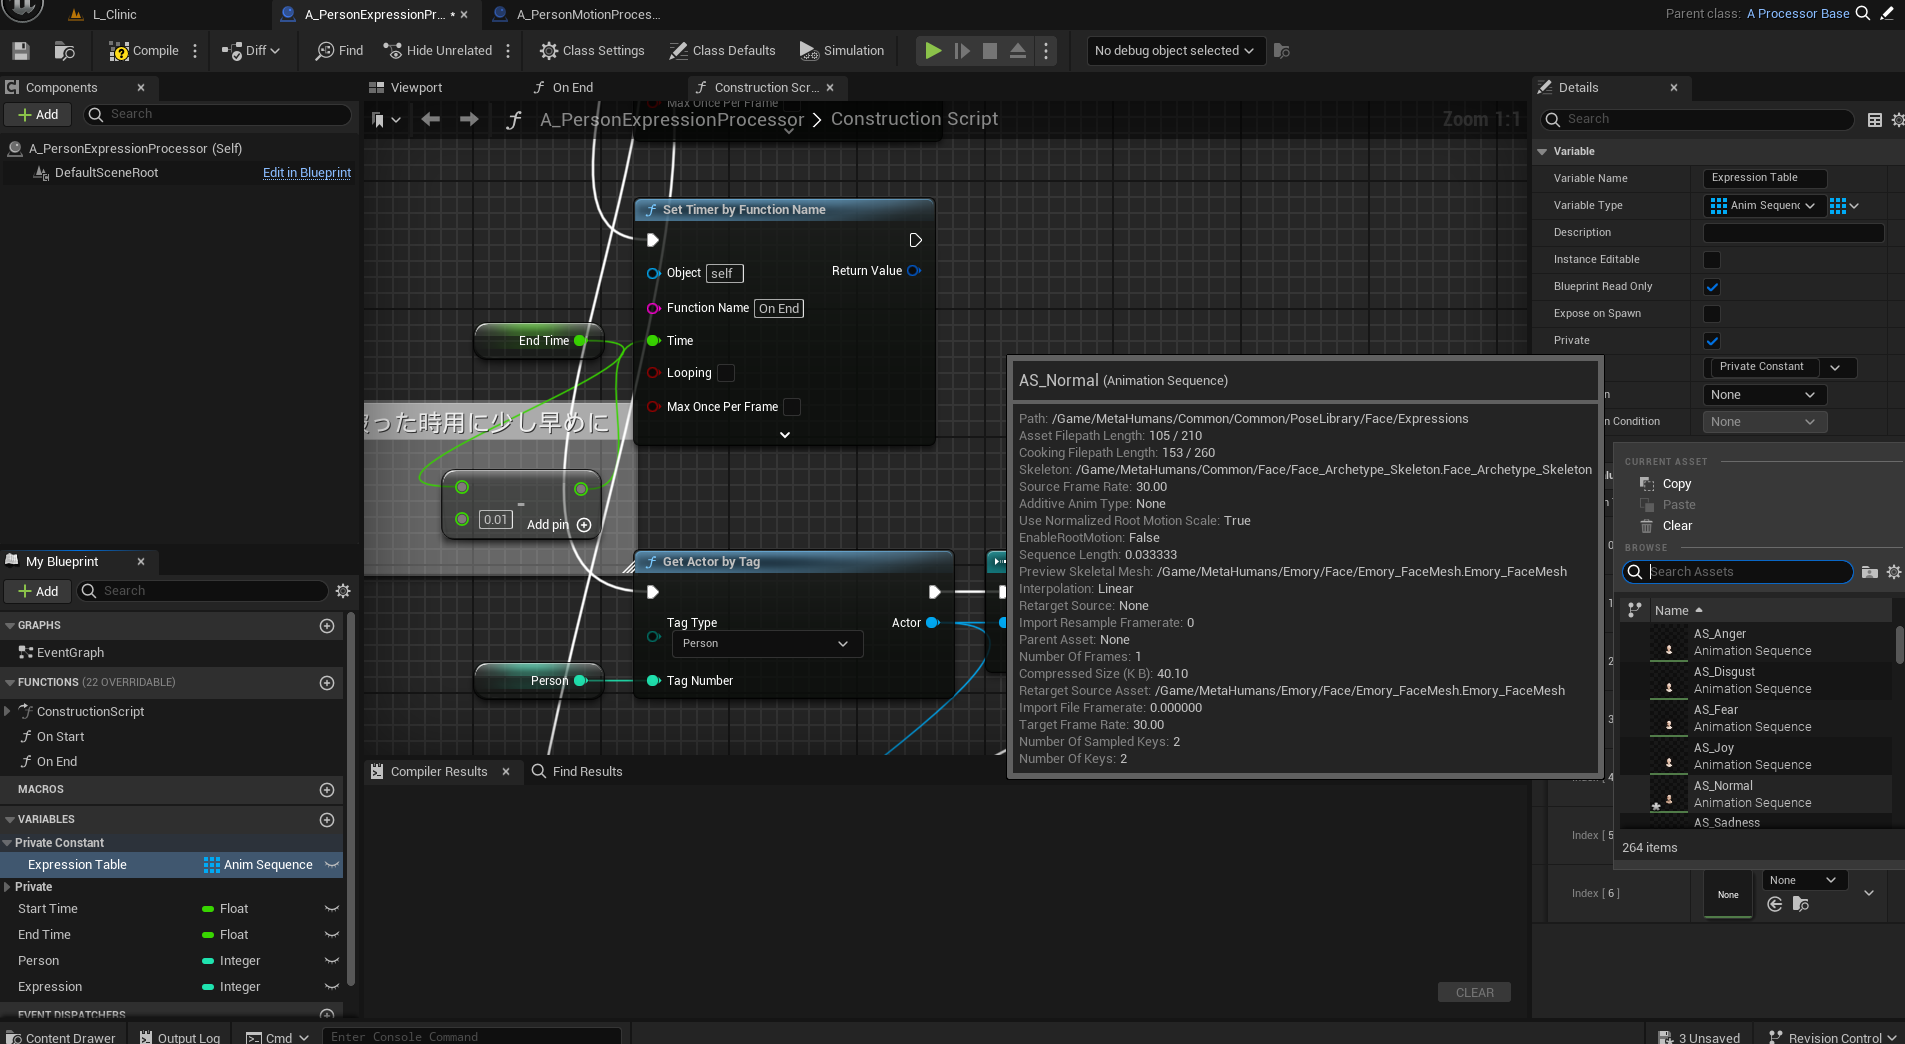 L_Clinic
A_PersonExpressionPr... •
A_PersonMotionProces...
Parent class: A Processor Base
Compile
Diff
Find
Hide Unrelated
Class Settings
Class Defaults
Simulation
No debug object selected
Components
Add
Search
A_PersonExpressionProcessor (Self)
DefaultSceneRoot
Edit in Blueprint
Viewport
On End
Construction Scr...
A_PersonExpressionProcessor > Construction Script
Zoom 1:1
Max Once Per Frame
Set Timer by Function Name
Object self
Return Value
Function Name On End
End Time
Time
Looping
Max Once Per Frame
った時用に少し早めに
-
0.01
Add pin
Get Actor by Tag
Tag Type
Person
Actor
Person
Tag Number
AS_Normal (Animation Sequence)
Path: /Game/MetaHumans/Common/Common/PoseLibrary/Face/Expressions
Asset Filepath Length: 105 / 210
Cooking Filepath Length: 153 / 260
Skeleton: /Game/MetaHumans/Common/Face/Face_Archetype_Skeleton.Face_Archetype_Skeleton
Source Frame Rate: 30.00
Additive Anim Type: None
Use Normalized Root Motion Scale: True
EnableRootMotion: False
Sequence Length: 0.033333
Preview Skeletal Mesh: /Game/MetaHumans/Emory/Face/Emory_FaceMesh.Emory_FaceMesh
Interpolation: Linear
Retarget Source: None
Import Resample Framerate: 0
Parent Asset: None
Number Of Frames: 1
Compressed Size (K B): 40.10
Retarget Source Asset: /Game/MetaHumans/Emory/Face/Emory_FaceMesh.Emory_FaceMesh
Import File Framerate: 0.000000
Target Frame Rate: 30.00
Number Of Sampled Keys: 2
Number Of Keys: 2
Compiler Results
Find Results
CLEAR
My Blueprint
Add
Search
GRAPHS
EventGraph
FUNCTIONS (22 OVERRIDABLE)
ConstructionScript
On Start
On End
MACROS
VARIABLES
Private Constant
Expression Table
Anim Sequence
Private
Start Time
Float
End Time
Float
Person
Integer
Expression
Integer
EVENT DISPATCHERS
Details
Search
Variable
Variable Name
Expression Table
Variable Type
Anim Sequenc
Description
Instance Editable
Blueprint Read Only
Expose on Spawn
Private
Private Constant
None
n Condition
None
CURRENT ASSET
Copy
Paste
Clear
BROWSE
Search Assets
Name
AS_Anger
Animation Sequence
AS_Disgust
Animation Sequence
AS_Fear
Animation Sequence
AS_Joy
Animation Sequence
AS_Normal
Animation Sequence
AS_Sadness
264 items
Index [ 5
Index [ 6 ]
None
None
Content Drawer
Output Log
Cmd
Enter Console Command
3 Unsaved
Revision Control